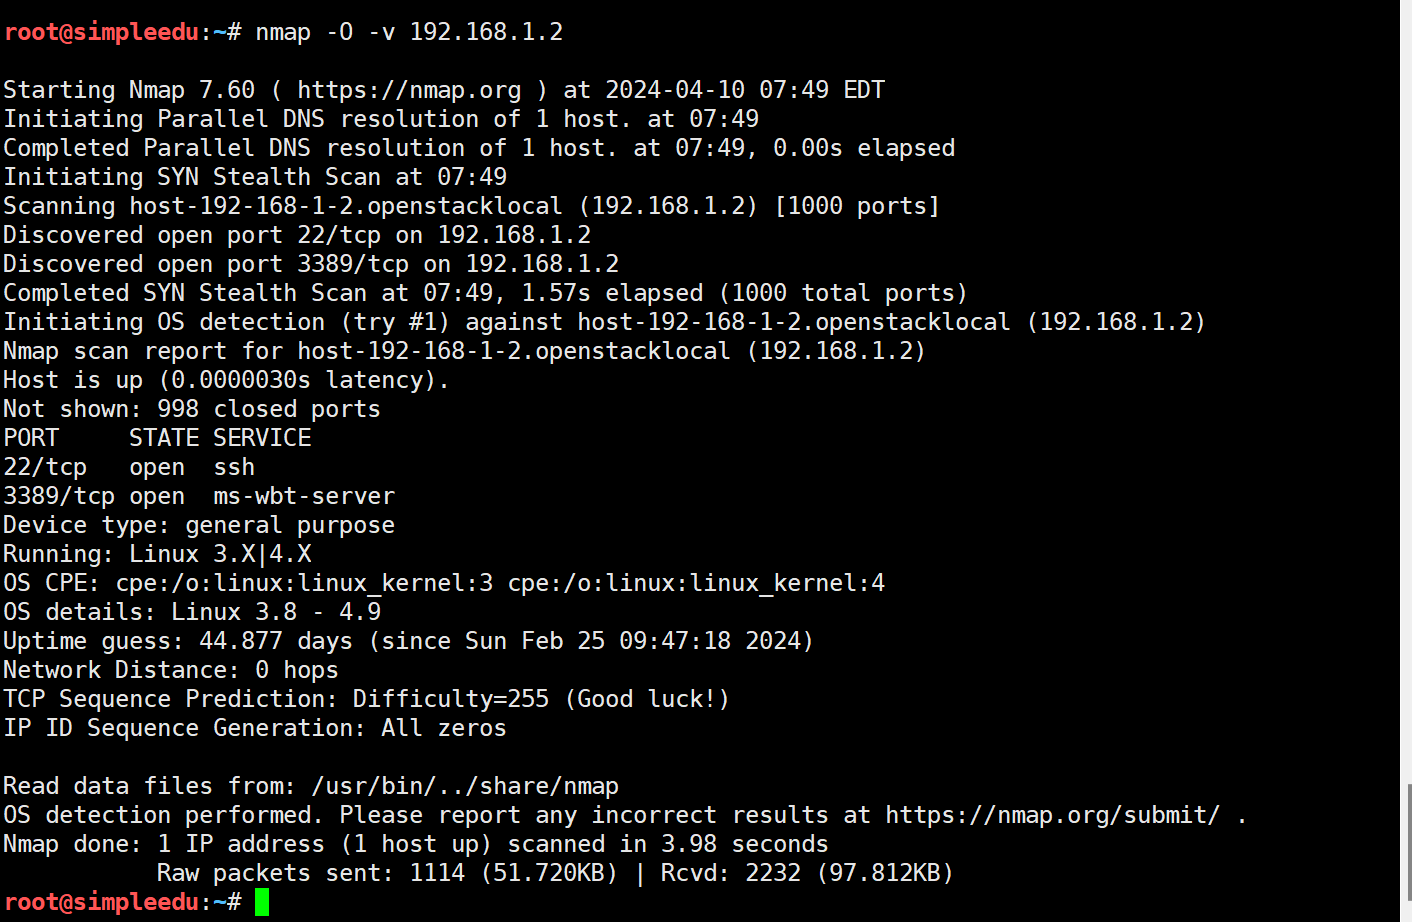 root@simpleedu:~# nmap -O -v 192.168.1.2

Starting Nmap 7.60 ( https://nmap.org ) at 2024-04-10 07:49 EDT
Initiating Parallel DNS resolution of 1 host. at 07:49
Completed Parallel DNS resolution of 1 host. at 07:49, 0.00s elapsed
Initiating SYN Stealth Scan at 07:49
Scanning host-192-168-1-2.openstacklocal (192.168.1.2) [1000 ports]
Discovered open port 22/tcp on 192.168.1.2
Discovered open port 3389/tcp on 192.168.1.2
Completed SYN Stealth Scan at 07:49, 1.57s elapsed (1000 total ports)
Initiating OS detection (try #1) against host-192-168-1-2.openstacklocal (192.168.1.2)
Nmap scan report for host-192-168-1-2.openstacklocal (192.168.1.2)
Host is up (0.0000030s latency).
Not shown: 998 closed ports
PORT     STATE SERVICE
22/tcp   open  ssh
3389/tcp open  ms-wbt-server
Device type: general purpose
Running: Linux 3.X|4.X
OS CPE: cpe:/o:linux:linux_kernel:3 cpe:/o:linux:linux_kernel:4
OS details: Linux 3.8 - 4.9
Uptime guess: 44.877 days (since Sun Feb 25 09:47:18 2024)
Network Distance: 0 hops
TCP Sequence Prediction: Difficulty=255 (Good luck!)
IP ID Sequence Generation: All zeros

Read data files from: /usr/bin/../share/nmap
OS detection performed. Please report any incorrect results at https://nmap.org/submit/ .
Nmap done: 1 IP address (1 host up) scanned in 3.98 seconds
           Raw packets sent: 1114 (51.720KB) | Rcvd: 2232 (97.812KB)
root@simpleedu:~#